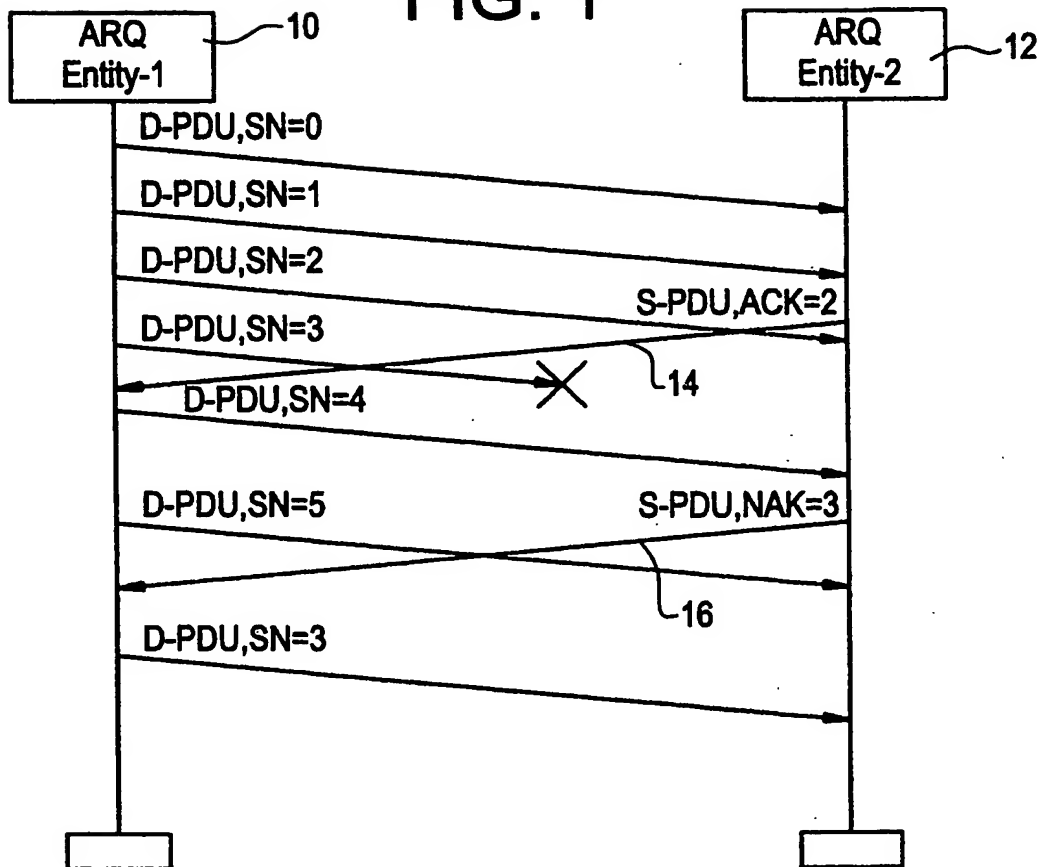 FIG. 1
ARQ
Entity-1
10
ARQ
Entity-2
12
D-PDU,SN=0
D-PDU,SN=1
D-PDU,SN=2
S-PDU,ACK=2
D-PDU,SN=3
14
D-PDU,SN=4
D-PDU,SN=5
S-PDU,NAK=3
16
D-PDU,SN=3